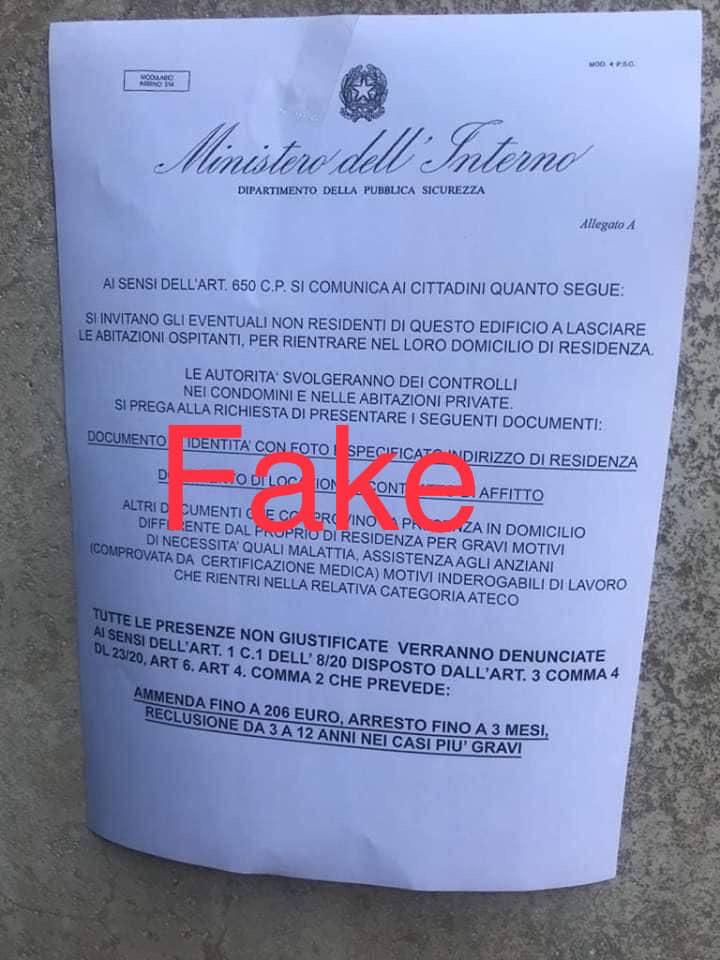 MODULARIO
INTERNO 314
MOD. 4 P.S.C.
Ministero dell'Interno
DIPARTIMENTO DELLA PUBBLICA SICUREZZA
Allegato A
AI SENSI DELL'ART. 650 C.P. SI COMUNICA AI CITTADINI QUANTO SEGUE:
SI INVITANO GLI EVENTUALI NON RESIDENTI DI QUESTO EDIFICIO A LASCIARE
LE ABITAZIONI OSPITANTI, PER RIENTRARE NEL LORO DOMICILIO DI RESIDENZA.
LE AUTORITA' SVOLGERANNO DEI CONTROLLI
NEI CONDOMINI E NELLE ABITAZIONI PRIVATE.
SI PREGA ALLA RICHIESTA DI PRESENTARE I SEGUENTI DOCUMENTI:
DOCUMENTO IDENTITA' CON FOTO E SPECIFICATO INDIRIZZO DI RESIDENZA
Fake
DI LOCAZIONE AFFITTO
ALTRI DOCUMENTI CHE COMPROVINO LA PRESENZA IN DOMICILIO
DIFFERENTE DAL PROPRIO DI RESIDENZA PER GRAVI MOTIVI
DI NECESSITA' QUALI MALATTIA, ASSISTENZA AGLI ANZIANI
(COMPROVATA DA CERTIFICAZIONE MEDICA) MOTIVI INDEROGABILI DI LAVORO
CHE RIENTRI NELLA RELATIVA CATEGORIA ATECO
TUTTE LE PRESENZE NON GIUSTIFICATE VERRANNO DENUNCIATE
AI SENSI DELL'ART. 1 C.1 DELL' 8/20 DISPOSTO DALL'ART. 3 COMMA 4
DL 23/20, ART 6. ART 4. COMMA 2 CHE PREVEDE:
AMMENDA FINO A 206 EURO, ARRESTO FINO A 3 MESI,
RECLUSIONE DA 3 A 12 ANNI NEI CASI PIU' GRAVI